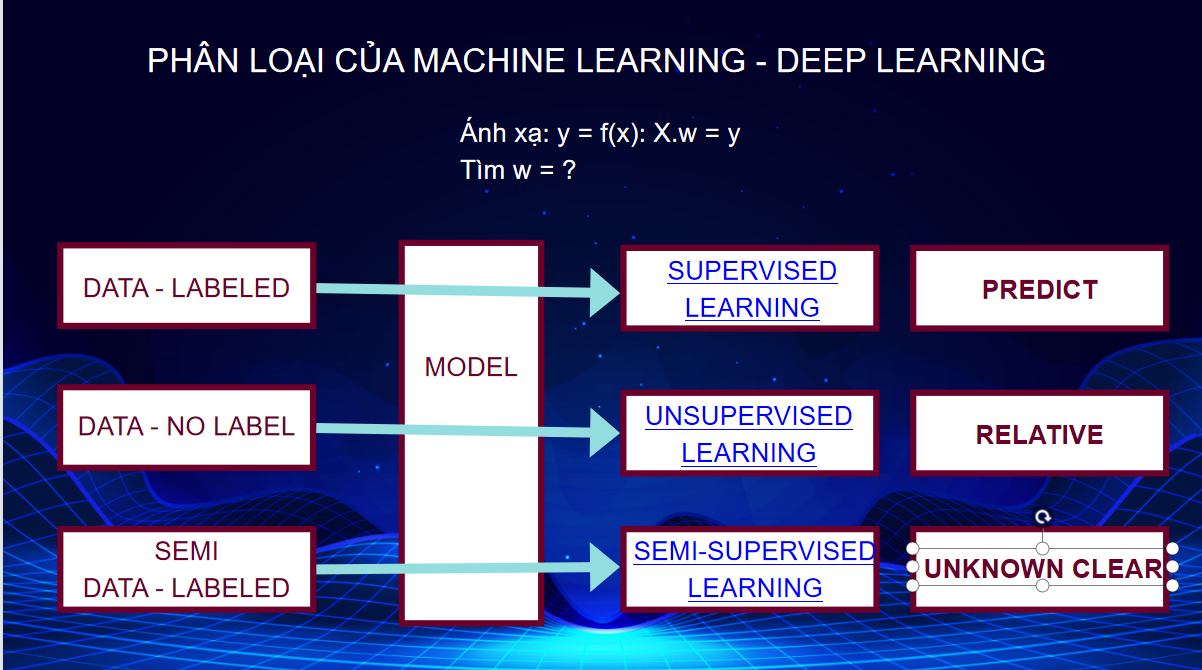 PHÂN LOẠI CỦA MACHINE LEARNING - DEEP LEARNING
Ánh xạ: y = f(x): X.w = y
Tìm w = ?
DATA - LABELED
SUPERVISED
LEARNING
PREDICT
MODEL
DATA - NO LABEL
UNSUPERVISED
LEARNING
RELATIVE
SEMI
DATA - LABELED
SEMI-SUPERVISED
LEARNING
UNKNOWN CLEAR